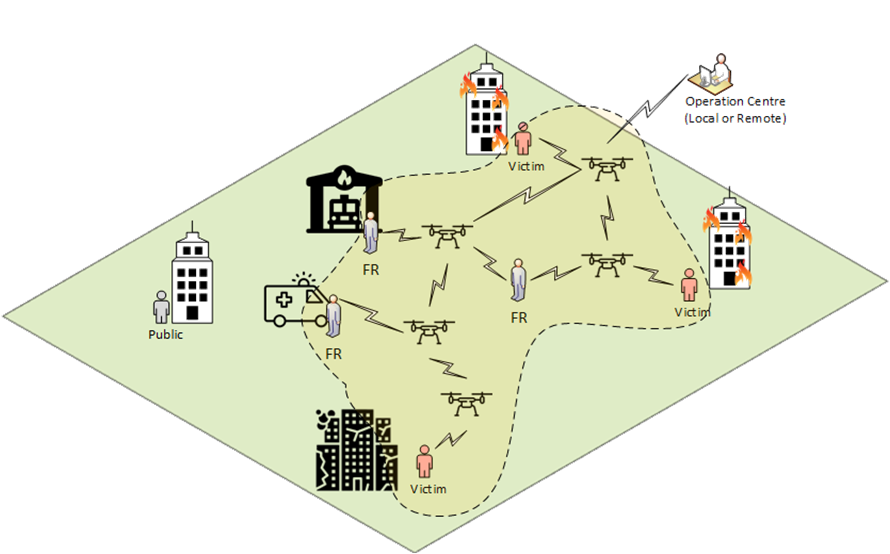 Operation Centre
(Local or Remote)
Victim
FR
Victim
FR
Public
FR
Victim